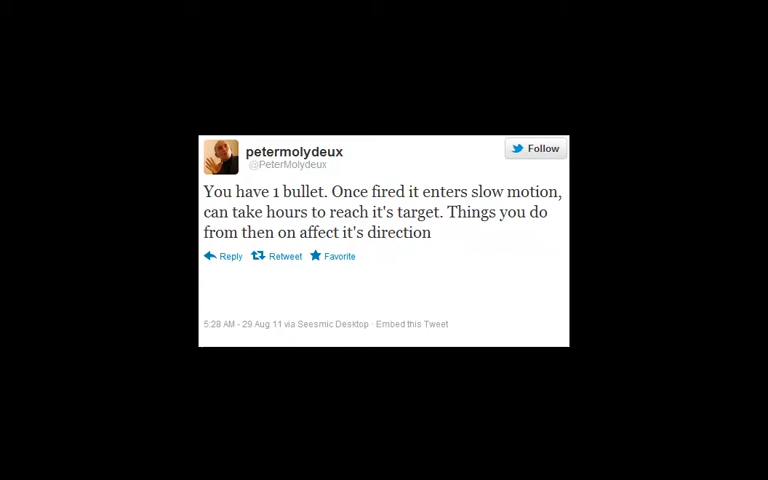 petermolydeux
@PeterMolydeux
Follow
You have 1 bullet. Once fired it enters slow motion,
can take hours to reach it's target. Things you do
from then on affect it's direction
Reply Retweet Favorite
5:28 AM - 29 Aug 11 via Seesmic Desktop · Embed this Tweet